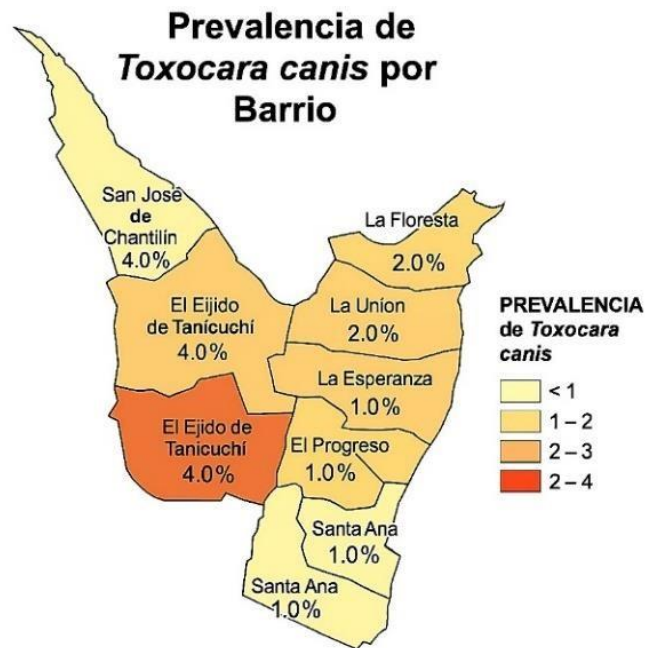 Prevalencia de
Toxocara canis por
Barrio
San José
de
Chantilín
4.0%
La Floresta
2.0%
El Eijido
de Tanicuchí
4.0%
La Unıon
2.0%
La Esperanza
1.0%
El Ejido de
Tanicuchí
4.0%
El Progreso
1.0%
Santa Ana
1.0%
Santa Ana
1.0%
PREVALENCIA
de Toxocara
canis
< 1
1 – 2
2 – 3
2 – 4